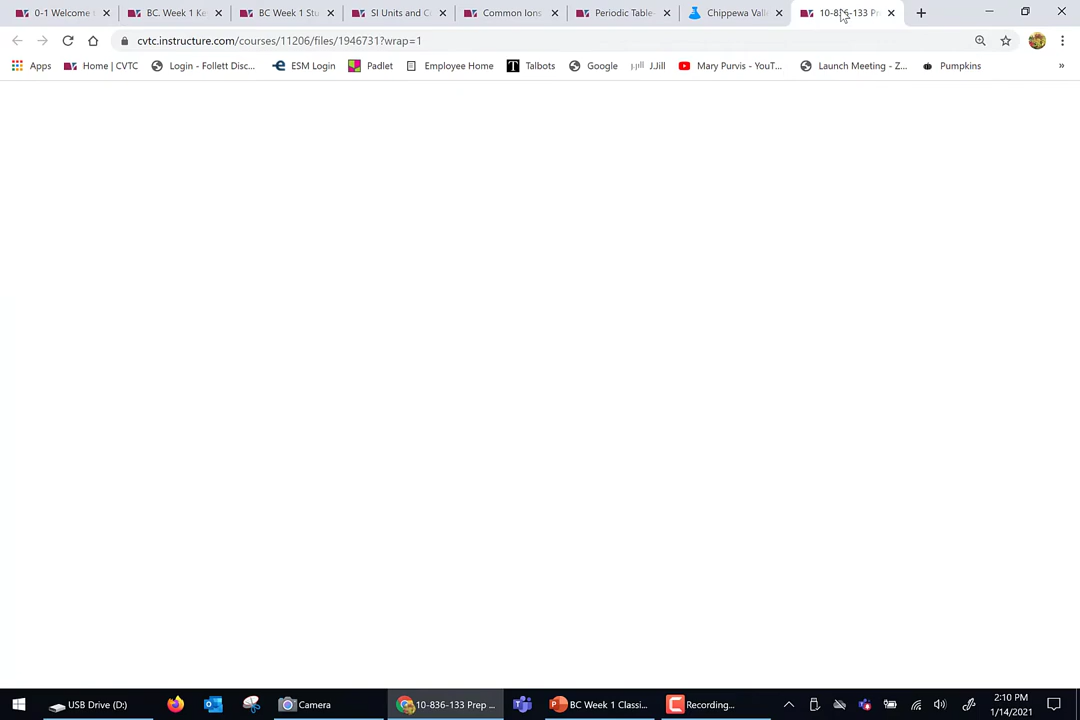 0-1 Welcome
BC. Week 1 Ke
BC Week 1 Stu
SI Units and C
Common Ions
Periodic Table-
Chippewa Valle
10-836-133 Pr
cvtc.instructure.com/courses/11206/files/1946731?wrap=1
Apps
Home | CVTC
Login - Follett Disc...
ESM Login
Padlet
Employee Home
Talbots
Google
J.Jill
Mary Purvis - YouT...
Launch Meeting - Z...
Pumpkins
»
USB Drive (D:)
Camera
10-836-133 Prep ...
BC Week 1 Classi...
Recording...
2:10 PM
1/14/2021